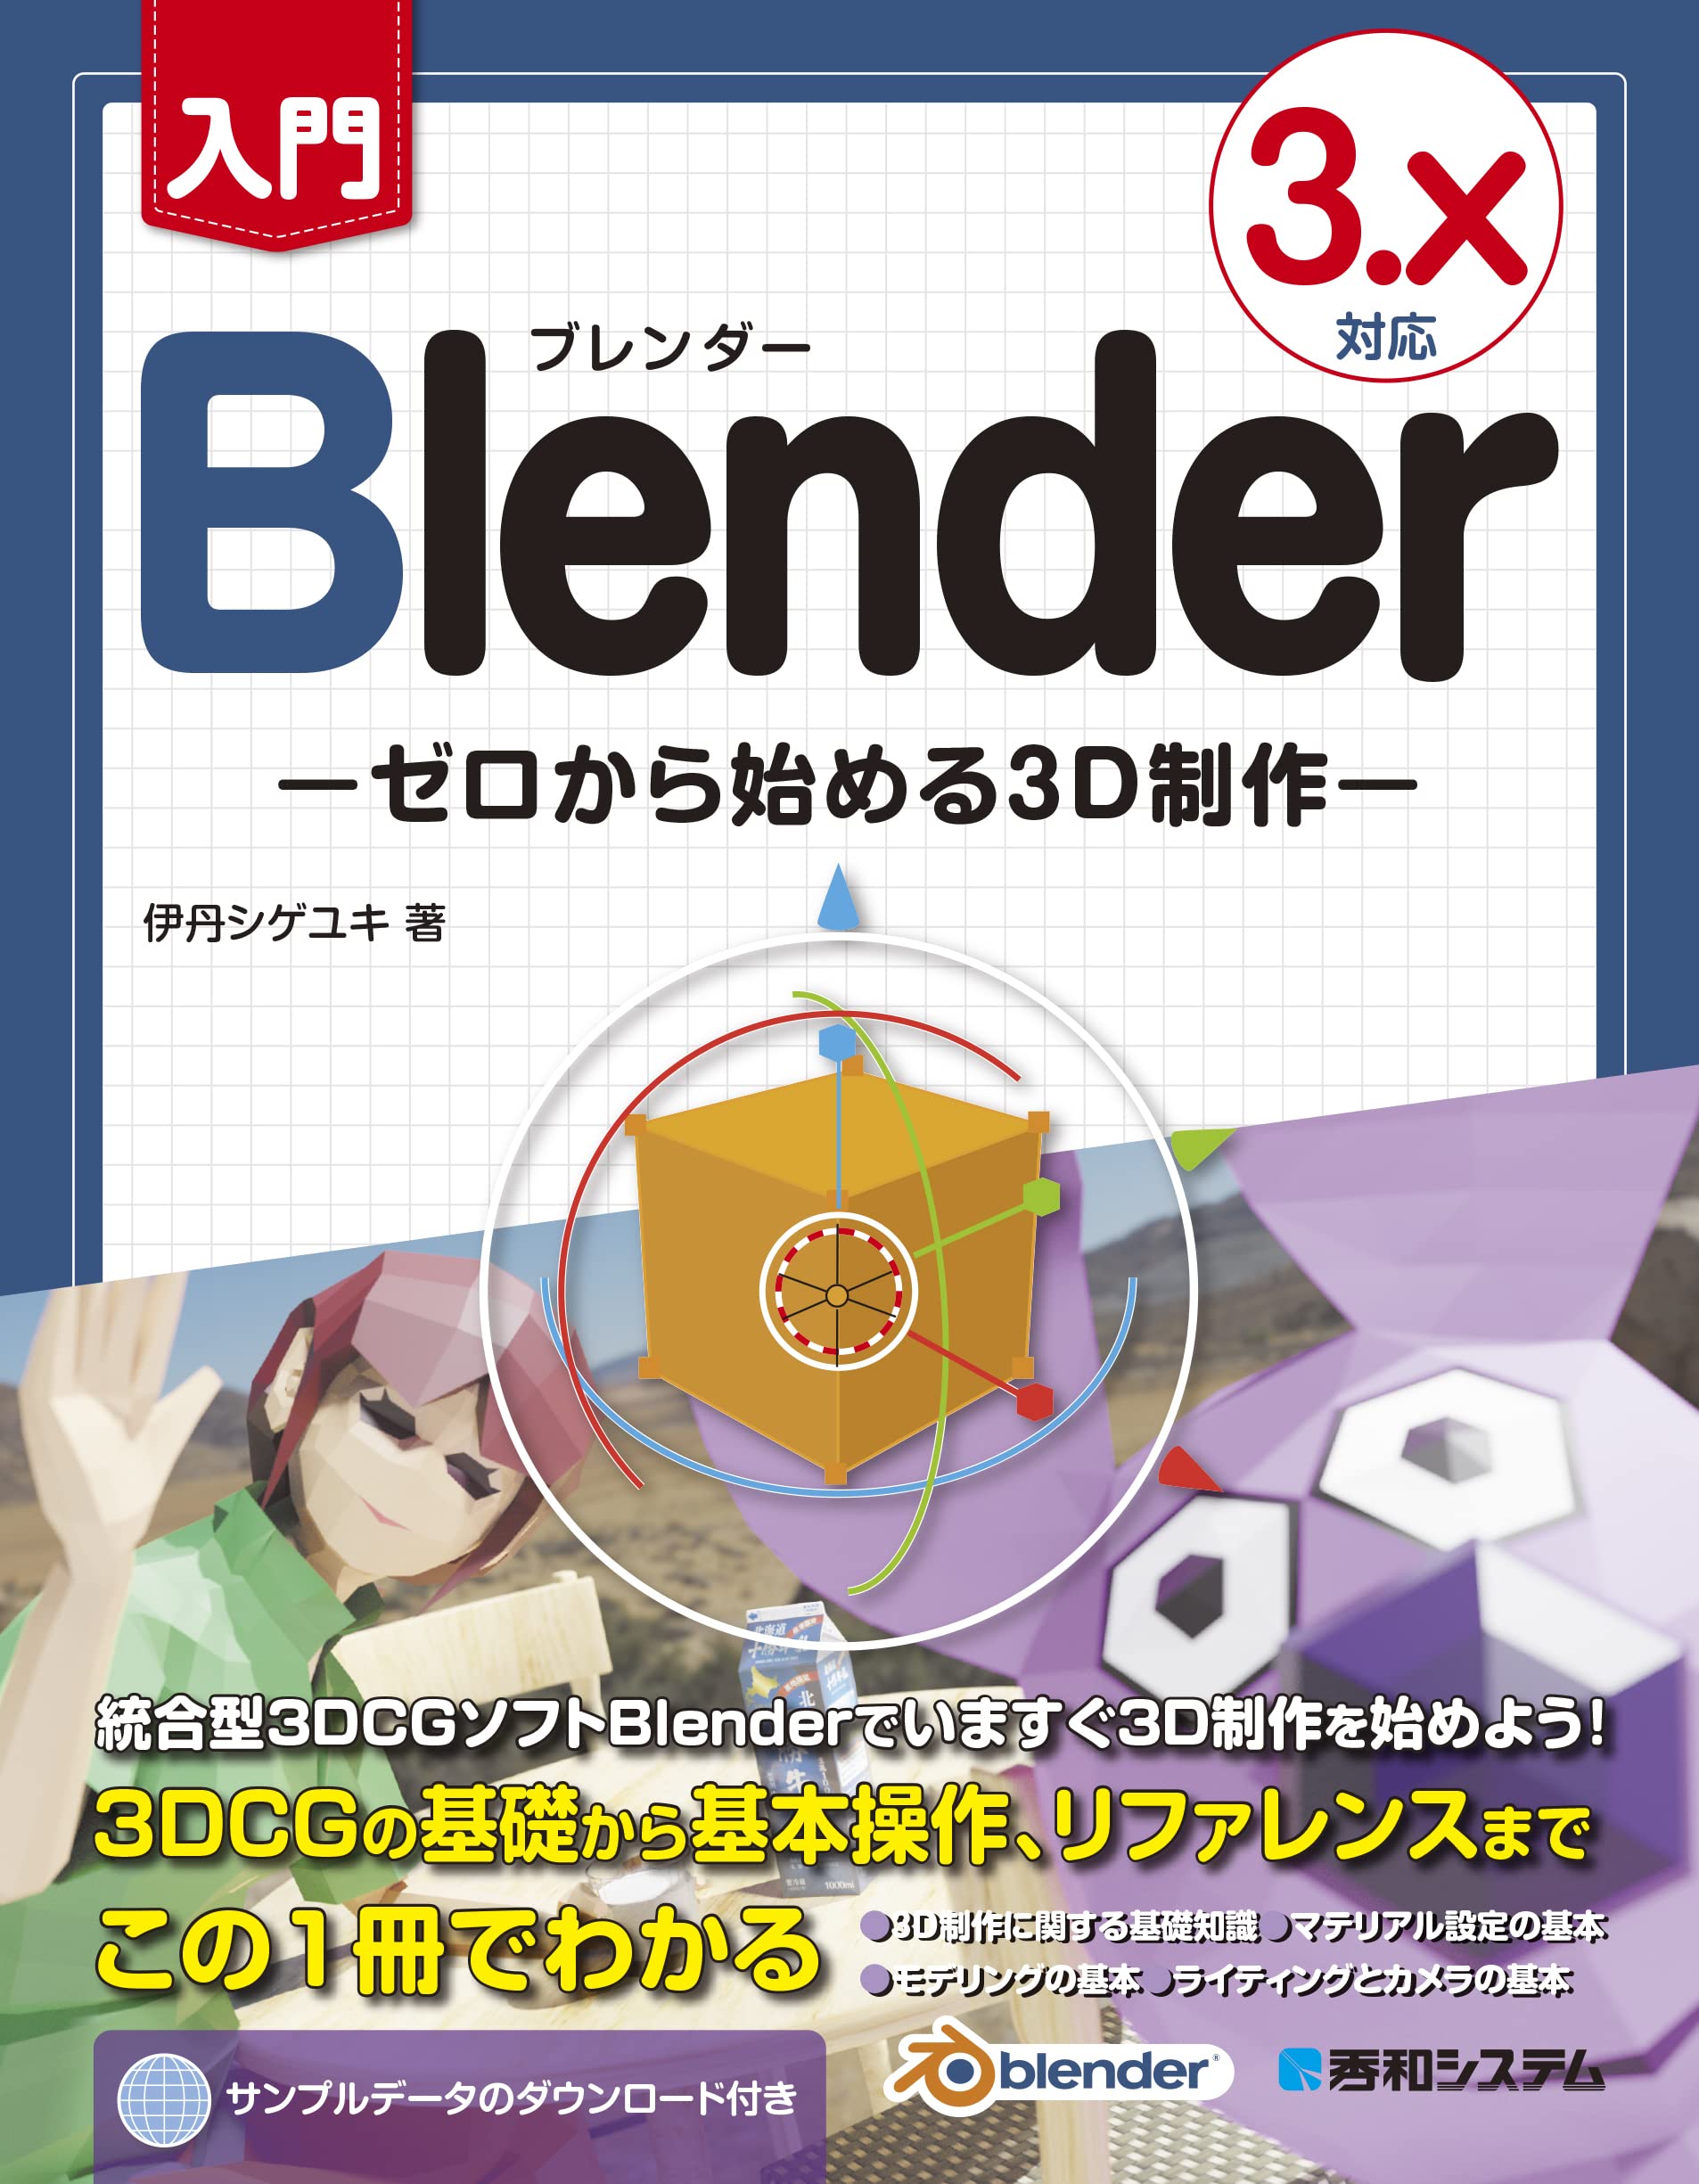 入門
3.x
対応
ブレンダー
Blender
―ゼロから始める3D制作―
伊丹シゲユキ 著
北海道
北
1000ml
統合型3DCGソフトBlenderでいますぐ3D制作を始めよう!
3DCGの基礎から基本操作、リファレンスまで
この1冊でわかる
●3D制作に関する基礎知識 ●マテリアル設定の基本
●モデリングの基本 ●ライティングとカメラの基本
サンプルデータのダウンロード付き
blender®
秀和システム